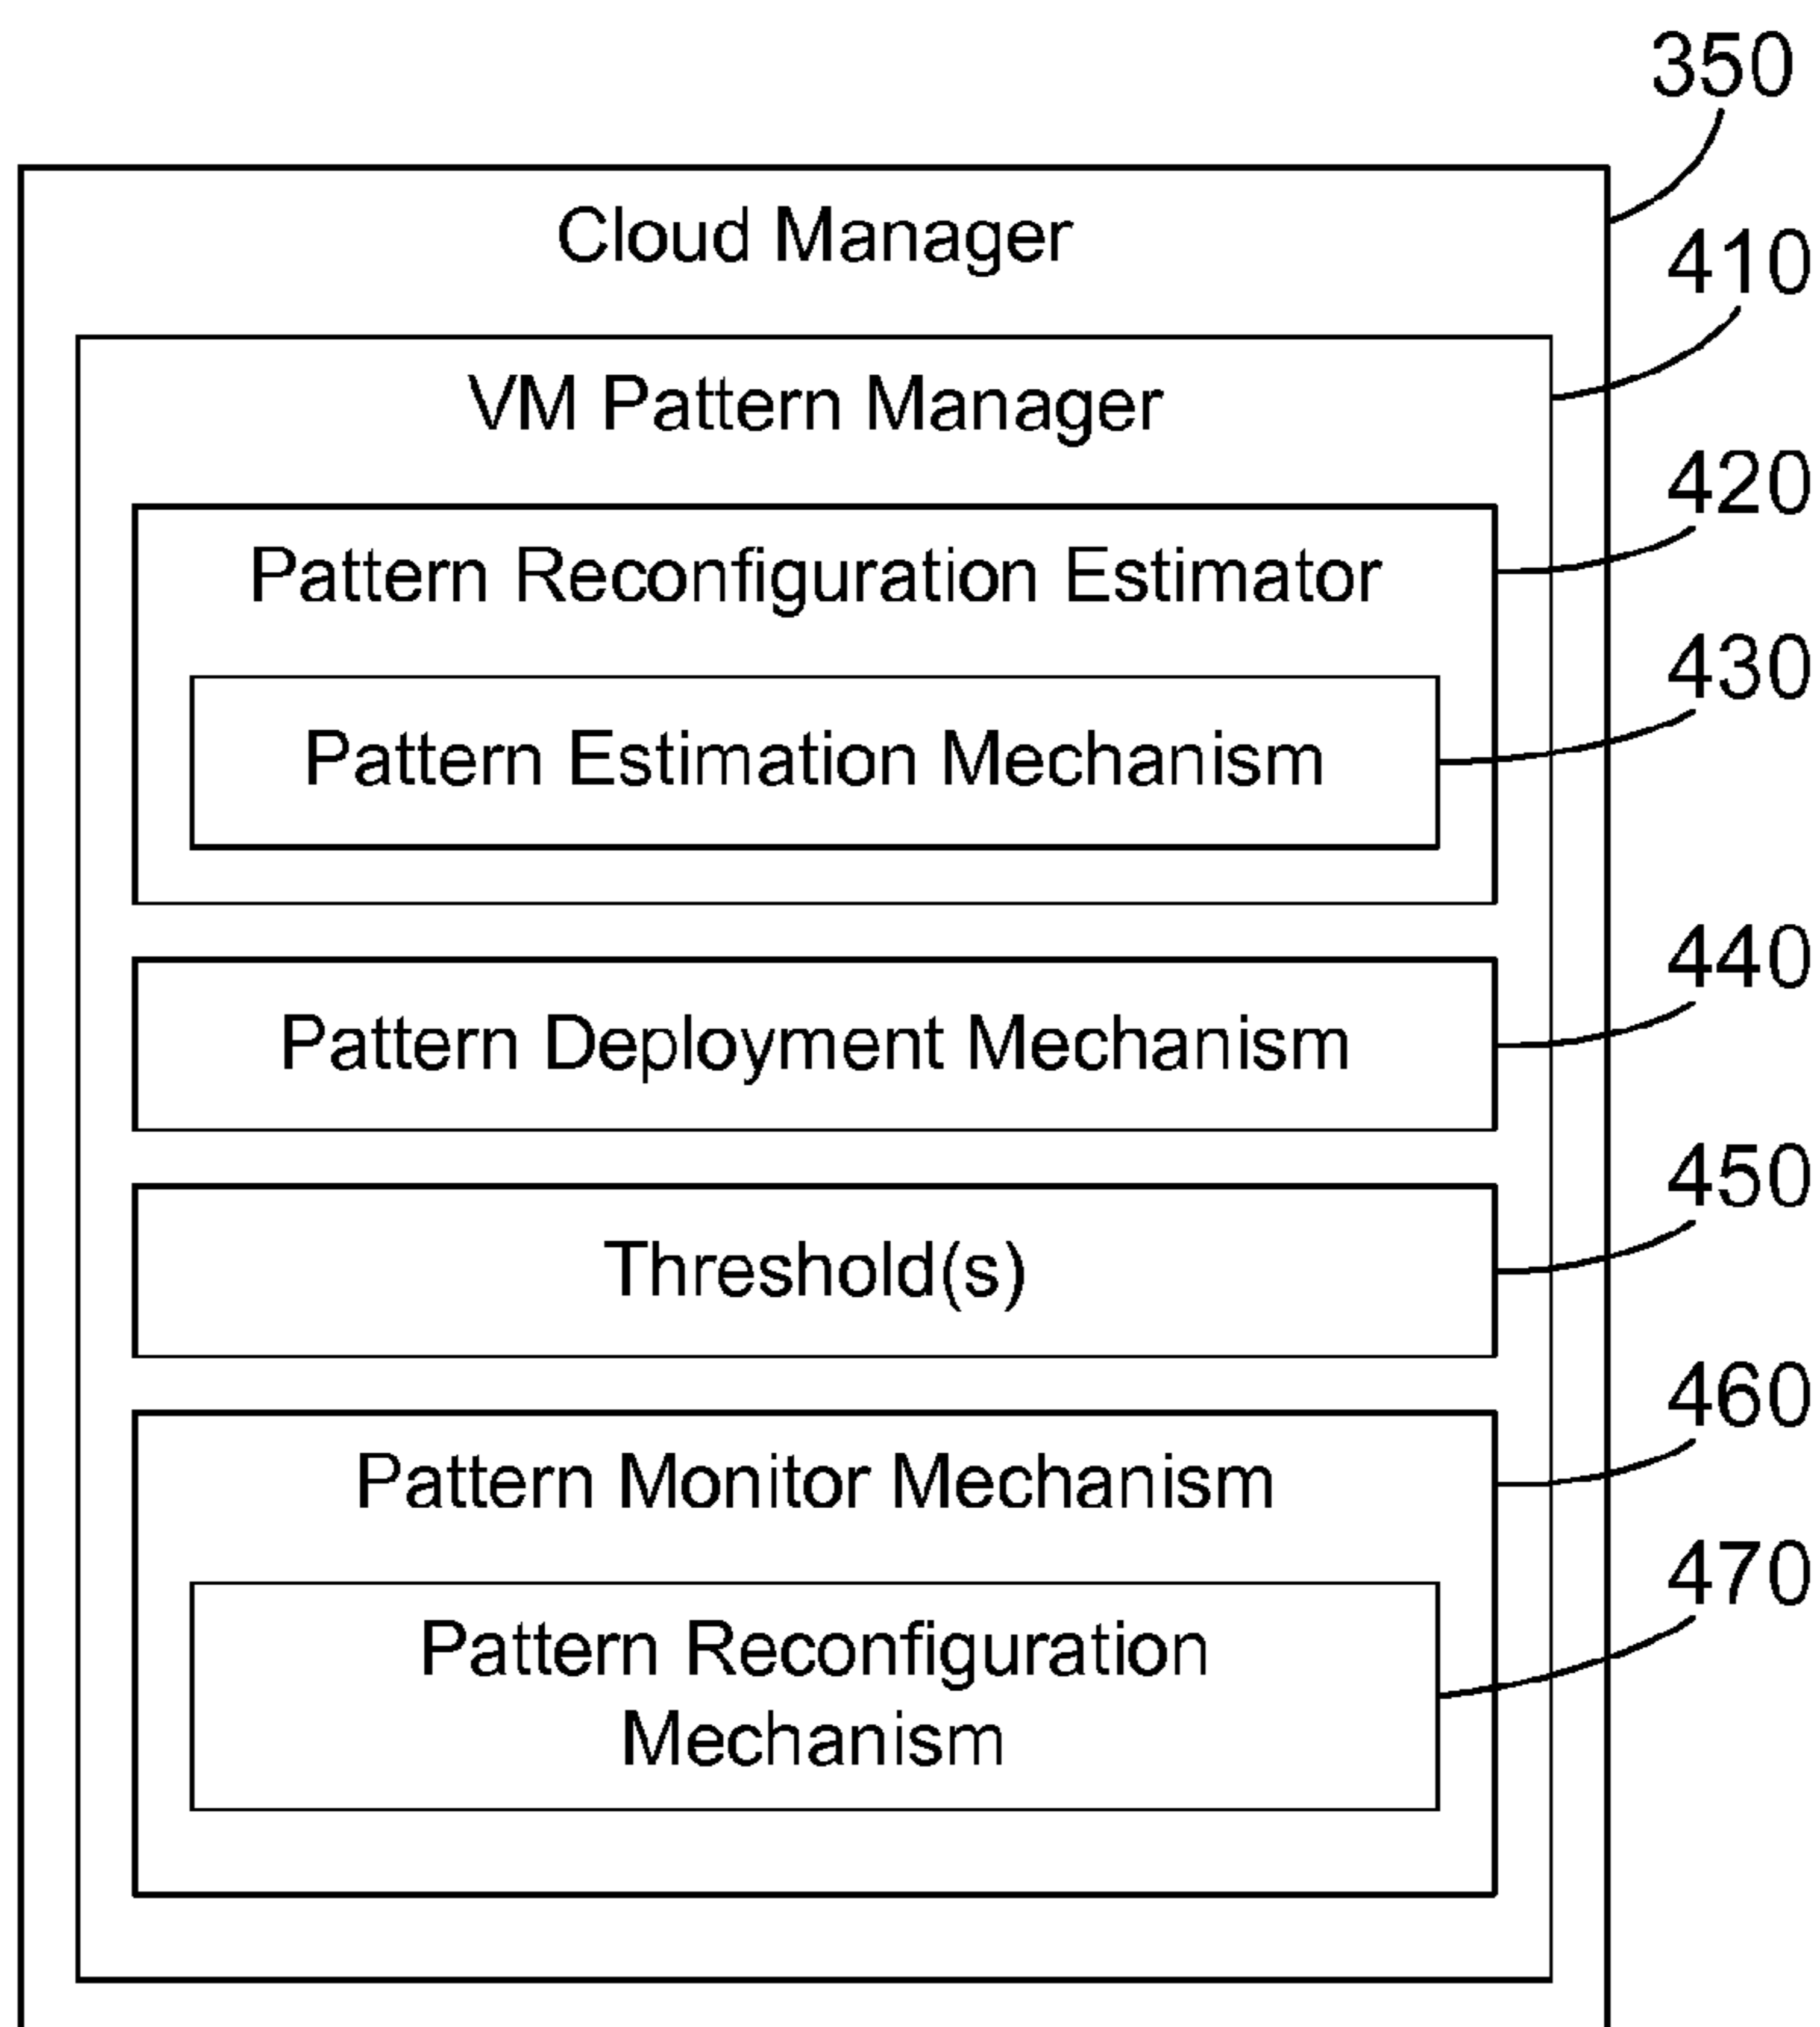 350
Cloud Manager
410
VM Pattern Manager
420
Pattern Reconfiguration Estimator
430
Pattern Estimation Mechanism
440
Pattern Deployment Mechanism
450
Threshold(s)
460
Pattern Monitor Mechanism
470
Pattern Reconfiguration
Mechanism